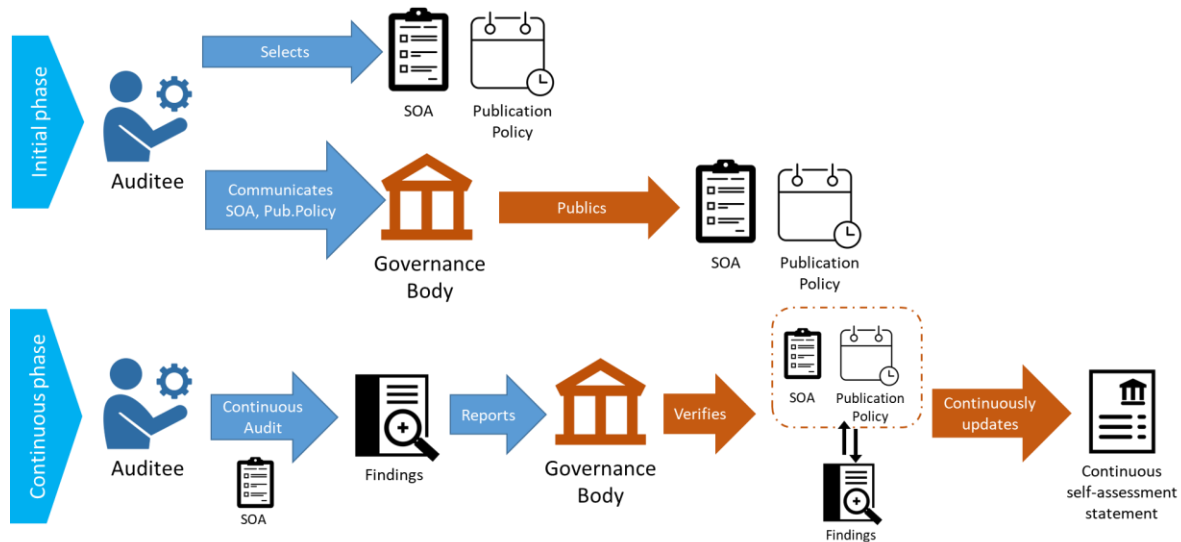 Initial phase
Auditee
Selects
SOA
Publication
Policy
Communicates
SOA, Pub.Policy
Governance
Body
Publics
SOA
Publication
Policy
Continuous phase
Auditee
Continuous
Audit
SOA
Findings
Reports
Governance
Body
Verifies
SOA
Publication
Policy
Findings
Continuously
updates
Continuous
self-assessment
statement